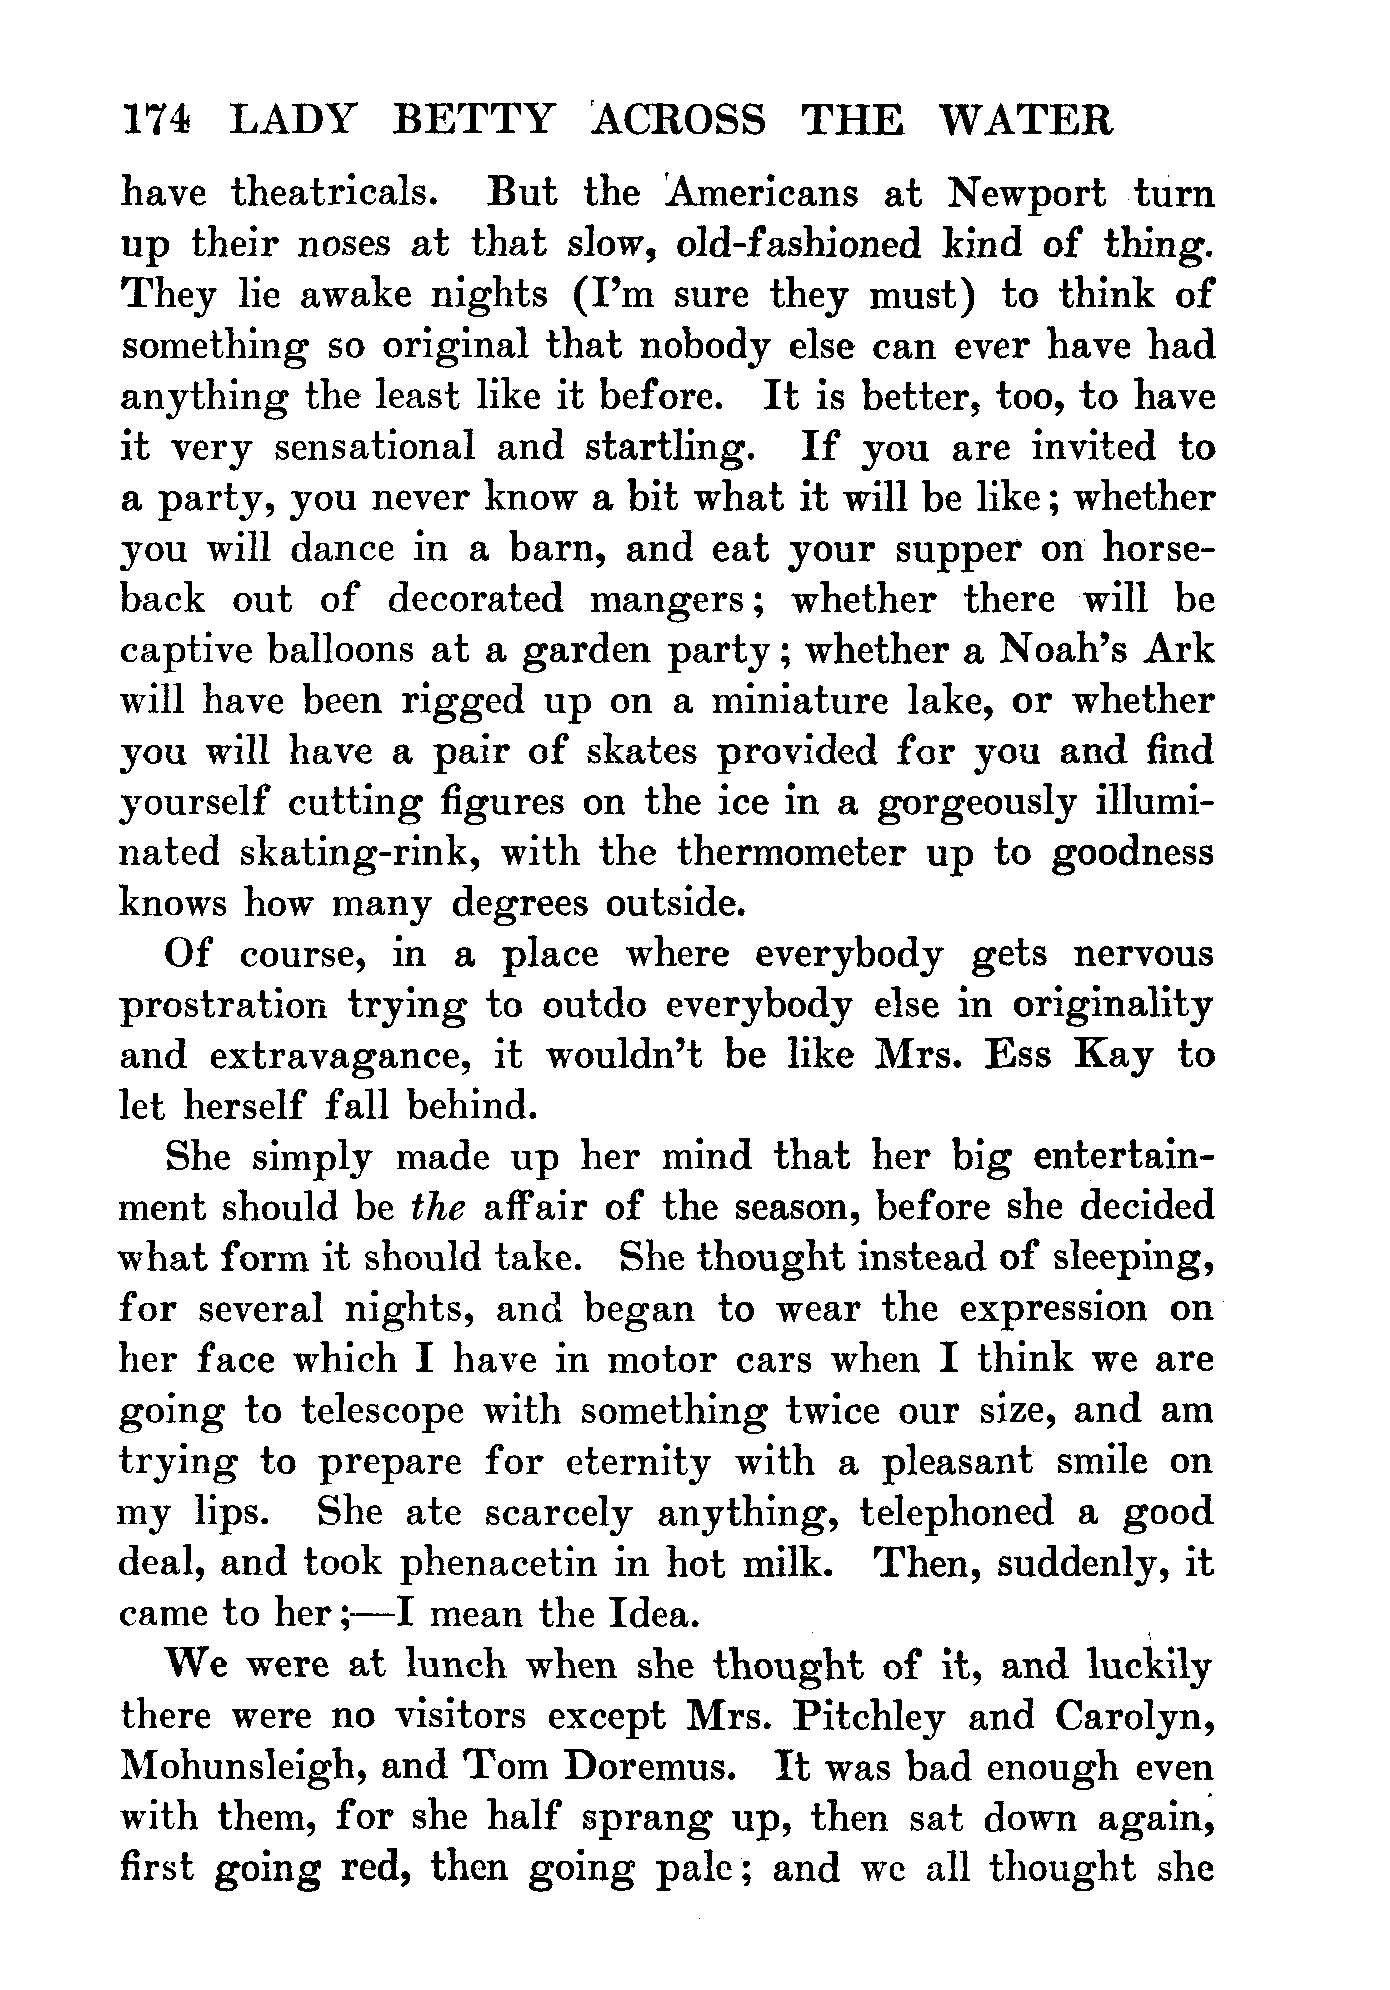 174 LADY BETTY ACROSS THE WATER
have theatricals. But the Americans at Newport turn
up their noses at that slow, old-fashioned kind of thing.
They lie awake nights (I'm sure they must) to think of
something so original that nobody else can ever have had
anything the least like it before. It is better, too, to have
it very sensational and startling. If you are invited to
a party, you never know a bit what it will be like; whether
you will dance in a barn, and eat your supper on horse-
back out of decorated mangers; whether there will be
captive balloons at a garden party; whether a Noah's Ark
will have been rigged up on a miniature lake, or whether
you will have a pair of skates provided for you and find
yourself cutting figures on the ice in a gorgeously illumi-
nated skating-rink, with the thermometer up to goodness
knows how many degrees outside.
Of course, in a place where everybody gets nervous
prostration trying to outdo everybody else in originality
and extravagance, it wouldn't be like Mrs. Ess Kay to
let herself fall behind.
She simply made up her mind that her big entertain-
ment should be the affair of the season, before she decided
what form it should take. She thought instead of sleeping,
for several nights, and began to wear the expression on
her face which I have in motor cars when I think we are
going to telescope with something twice our size, and am
trying to prepare for eternity with a pleasant smile on
my lips. She ate scarcely anything, telephoned a good
deal, and took phenacetin in hot milk. Then, suddenly, it
came to her;—I mean the Idea.
We were at lunch when she thought of it, and luckily
there were no visitors except Mrs. Pitchley and Carolyn,
Mohunsleigh, and Tom Doremus. It was bad enough even
with them, for she half sprang up, then sat down again,
first going red, then going pale; and we all thought she